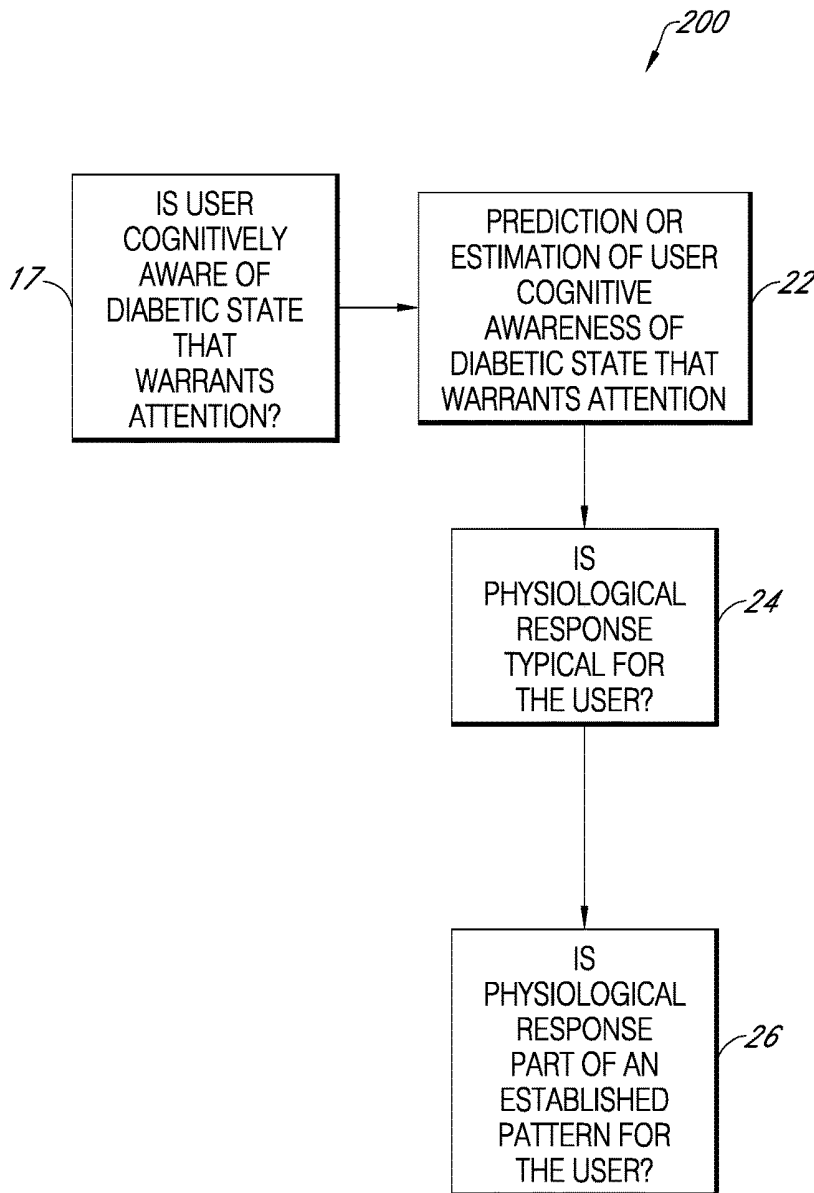 200
IS USER
COGNITIVELY
AWARE OF
DIABETIC STATE
THAT
WARRANTS
ATTENTION?
17
PREDICTION OR
ESTIMATION OF USER
COGNITIVE
AWARENESS OF
DIABETIC STATE THAT
WARRANTS ATTENTION
22
IS
PHYSIOLOGICAL
RESPONSE
TYPICAL FOR
THE USER?
24
IS
PHYSIOLOGICAL
RESPONSE
PART OF AN
ESTABLISHED
PATTERN FOR
THE USER?
26